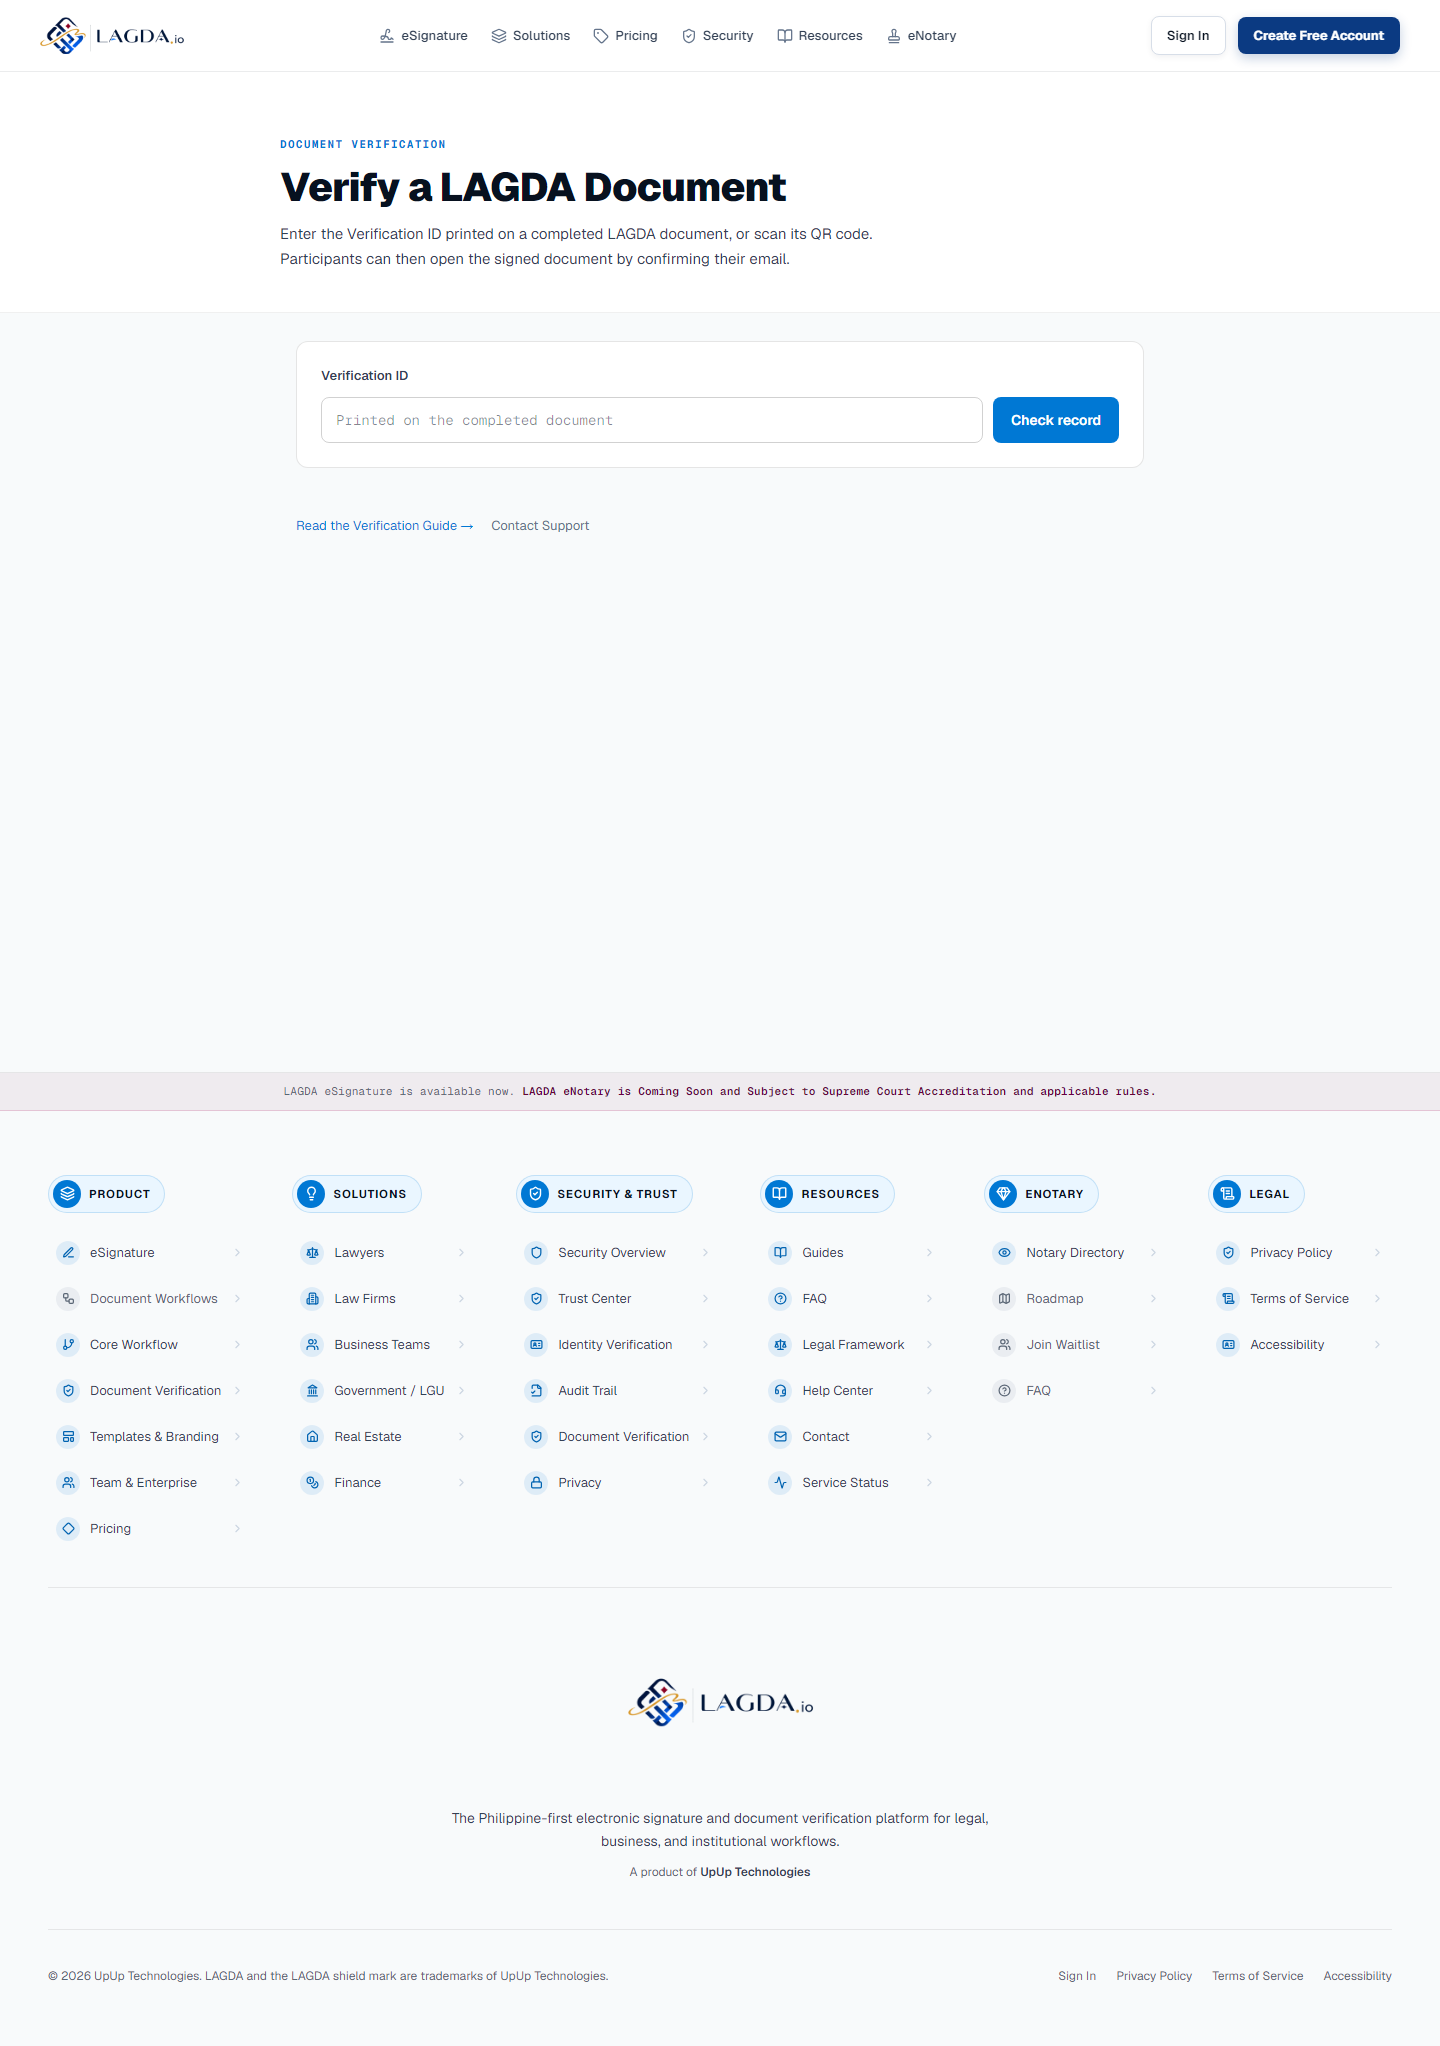 LAGDA.io
eSignature
Solutions
Pricing
Security
Resources
eNotary
Sign In
Create Free Account
DOCUMENT VERIFICATION
Verify a LAGDA Document
Enter the Verification ID printed on a completed LAGDA document, or scan its QR code.
Participants can then open the signed document by confirming their email.
Verification ID
Printed on the completed document
Check record
Read the Verification Guide →
Contact Support
LAGDA eSignature is available now. LAGDA eNotary is Coming Soon and Subject to Supreme Court Accreditation and applicable rules.
PRODUCT
eSignature
Document Workflows
Core Workflow
Document Verification
Templates & Branding
Team & Enterprise
Pricing
SOLUTIONS
Lawyers
Law Firms
Business Teams
Government / LGU
Real Estate
Finance
SECURITY & TRUST
Security Overview
Trust Center
Identity Verification
Audit Trail
Document Verification
Privacy
RESOURCES
Guides
FAQ
Legal Framework
Help Center
Contact
Service Status
ENOTARY
Notary Directory
Roadmap
Join Waitlist
FAQ
LEGAL
Privacy Policy
Terms of Service
Accessibility
LAGDA.io
The Philippine-first electronic signature and document verification platform for legal,
business, and institutional workflows.
A product of UpUp Technologies
© 2026 UpUp Technologies. LAGDA and the LAGDA shield mark are trademarks of UpUp Technologies.
Sign In
Privacy Policy
Terms of Service
Accessibility